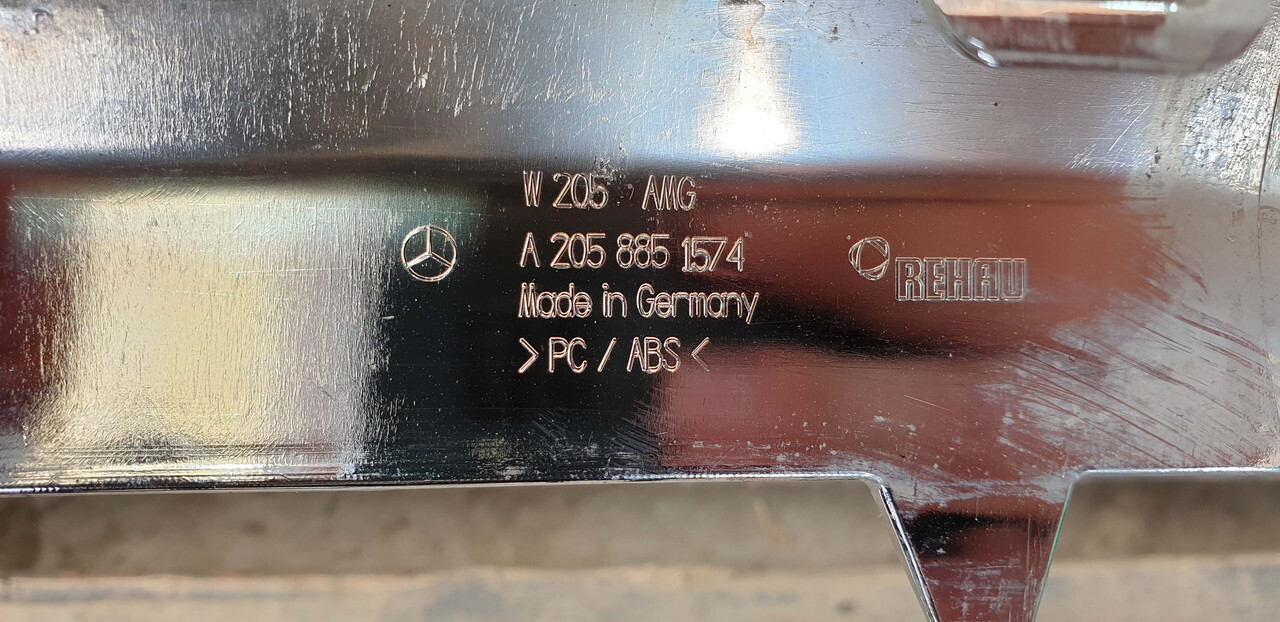 W 205 AMG
A 205 885 1574
Made in Germany
>PC / ABS<
REHAU